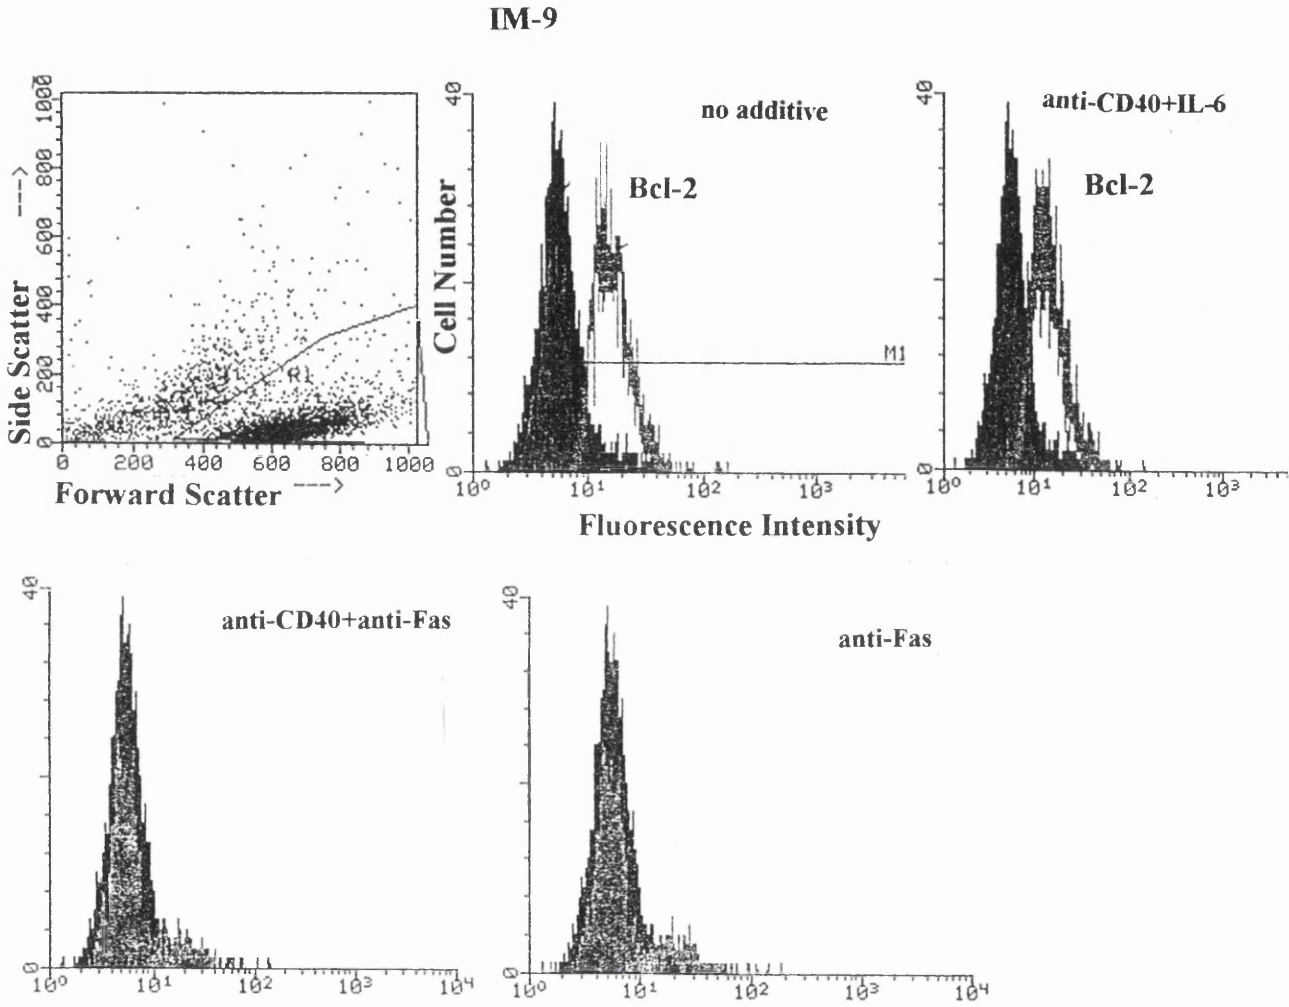 IM-9
1000
800
600
400
200
0
Side Scatter --->
R1
0 200 400 600 800 1000
Forward Scatter --->
40
Cell Number
no additive
Bcl-2
M1
0
10⁰ 10¹ 10² 10³
Fluorescence Intensity
40
anti-CD40+IL-6
Bcl-2
0
10⁰ 10¹ 10² 10³
40
anti-CD40+anti-Fas
0
10⁰ 10¹ 10² 10³ 10⁴
40
anti-Fas
0
10⁰ 10¹ 10² 10³ 10⁴